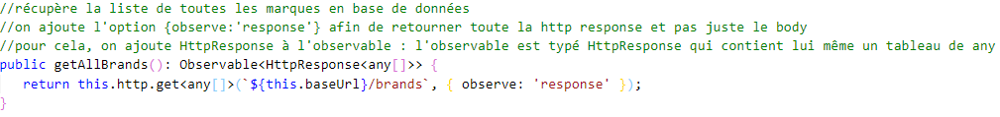 //récupère la liste de toutes les marques en base de données
//on ajoute l'option {observe:'response'} afin de retourner toute la http response et pas juste le body
//pour cela, on ajoute HttpResponse à l'observable : l'observable est typé HttpResponse qui contient lui même un tableau de any
public getAllBrands(): Observable<HttpResponse<any[]>> {
return this.http.get<any[]>(`${this.baseUrl}/brands`, { observe: 'response' });
}